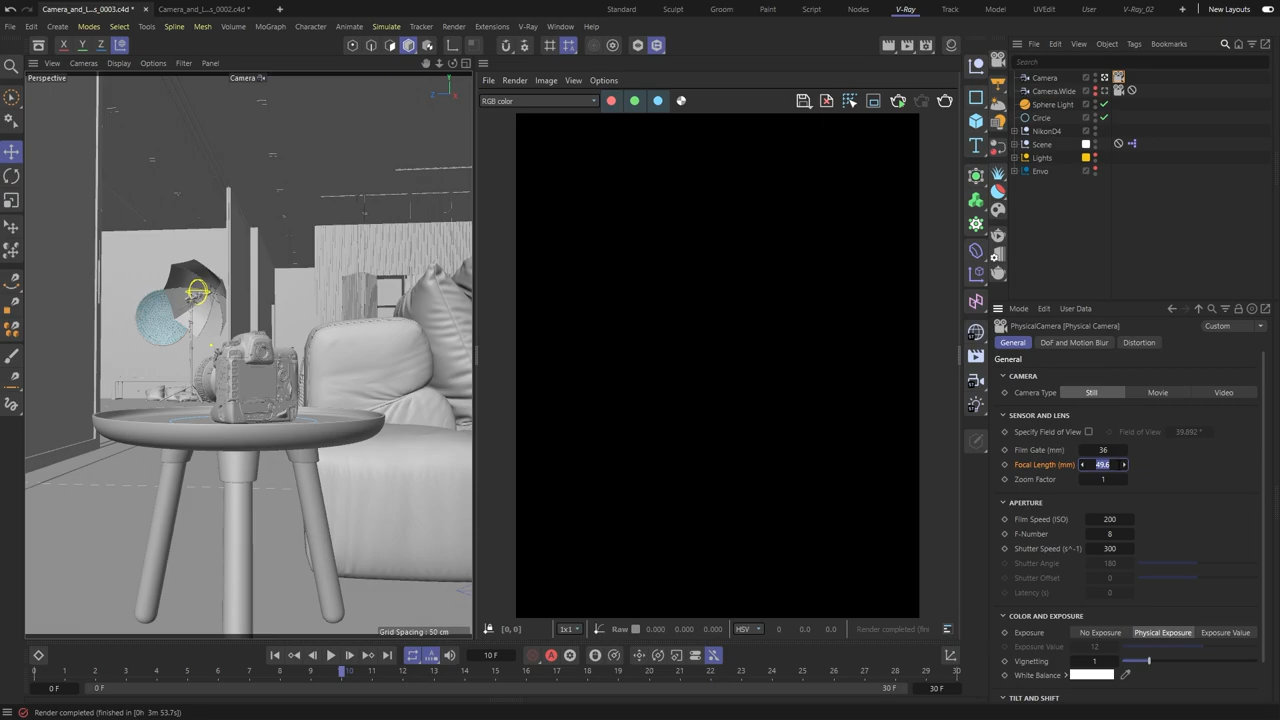 Camera_and_L...s_0003.c4d *
Camera_and_L...s_0002.c4d *
Standard
Sculpt
Groom
Paint
Scripts
Nodes
V-Ray
Track
Model
UVEdit
User
V-Ray_02
New Layouts
File Edit Create Modes Select Tools Spline Mesh Volume MoGraph Character Animate Simulate Tracker Render Extensions V-Ray Window Help
X Y Z
View Cameras Display Options Filter Panel
Perspective
Camera
Y
Z X
Grid Spacing : 50 cm
File Render Image View Options
RGB color
[0, 0]
1x1
Raw
0.000 0.000 0.000
HSV
0.0 0.0 0.0
Render completed (fini
File Edit View Object Tags Bookmarks
Search
Camera
Camera.Wide
Sphere Light
Circle
NikonD4
Scene
Lights
Envo
Mode Edit User Data
PhysicalCamera [Physical Camera]
Custom
General
DoF and Motion Blur
Distortion
General
CAMERA
Camera Type
Still
Movie
Video
SENSOR AND LENS
Specify Field of View
Field of View
39.892 °
Film Gate (mm)
36
Focal Length (mm)
49.6
Zoom Factor
1
APERTURE
Film Speed (ISO)
200
F-Number
8
Shutter Speed (s^-1)
300
Shutter Angle
180
Shutter Offset
0
Latency (s)
0
COLOR AND EXPOSURE
Exposure
No Exposure
Physical Exposure
Exposure Value
Exposure Value
12
Vignetting
1
White Balance
TILT AND SHIFT
10 F
0 1 2 3 4 5 6 7 8 9 10 11 12 13 14 15 16 17 18 19 20 21 22 23 24 25 26 27 28 29 30
0 F
0 F
30 F
30 F
Render completed (finished in [0h 3m 53.7s)